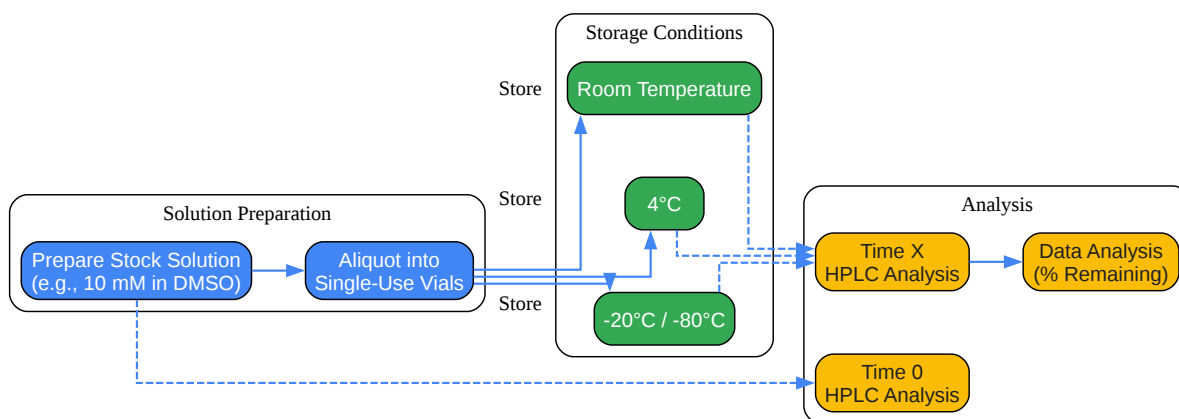 Storage Conditions
Store
Room Temperature
Store
4°C
Solution Preparation
Analysis
Prepare Stock Solution
(e.g., 10 mM in DMSO)
Aliquot into
Single-Use Vials
Time X
HPLC Analysis
Data Analysis
(% Remaining)
Store
-20°C / -80°C
Time 0
HPLC Analysis